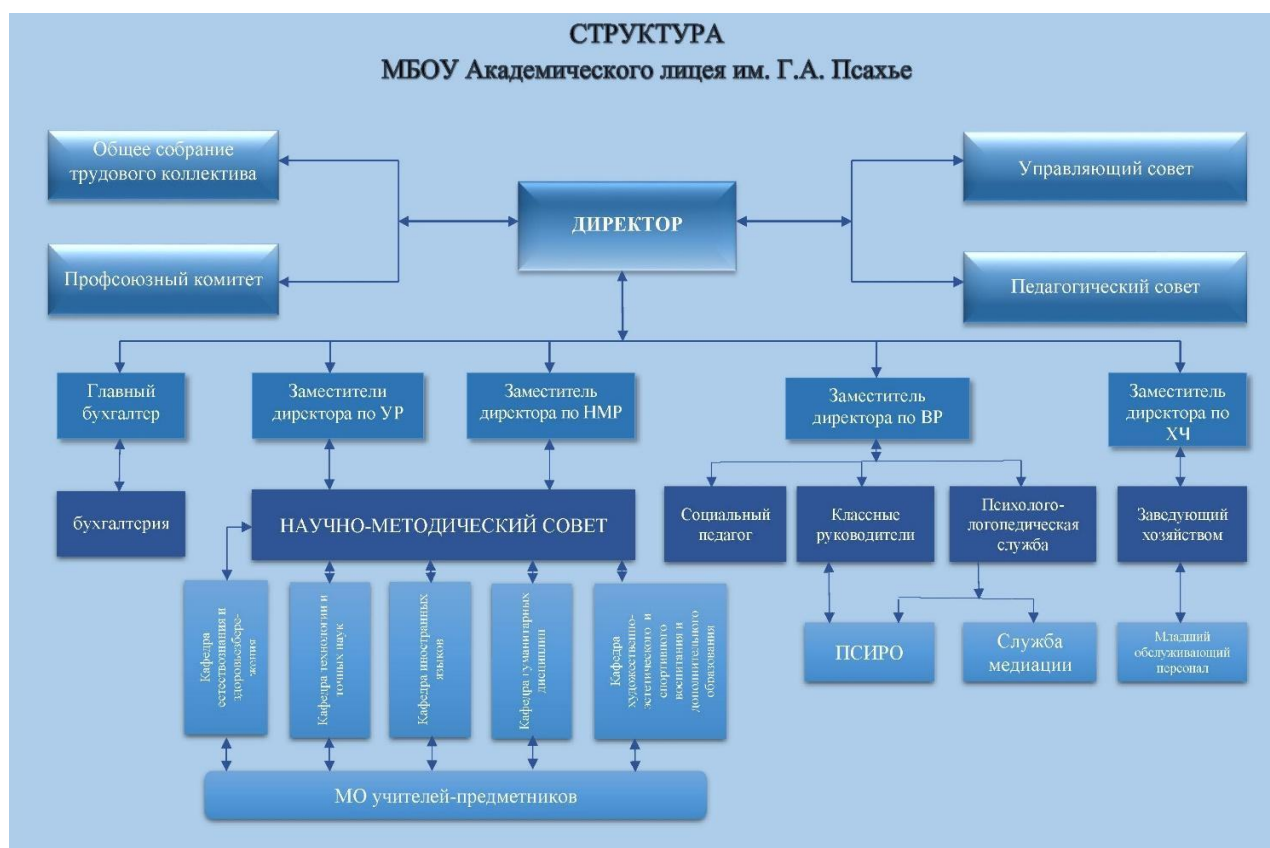 СТРУКТУРА
МБОУ Академического лицея им. Г.А. Псахье
Общее собрание
трудового коллектива
Управляющий совет
ДИРЕКТОР
Профсоюзный комитет
Педагогический совет
Главный
бухгалтер
Заместители
директора по УР
Заместитель
директора по НМР
Заместитель
директора по ВР
Заместитель
директора по
ХЧ
бухгалтерия
НАУЧНО-МЕТОДИЧЕСКИЙ СОВЕТ
Социальный
педагог
Классные
руководители
Психолого-
логопедическая
служба
Заведующий
хозяйством
Кафедра
естествознания и
здоровьезбере-
жения
Кафедра технологии и
точных наук
Кафедра иностранных
языков
Кафедра гуманитарных
дисциплин
Кафедра
художественно-
эстетического и
спортивного
воспитания и
дополнительного
образования
ПСИРО
Служба
медиации
Младший
обслуживающий
персонал
МО учителей-предметников